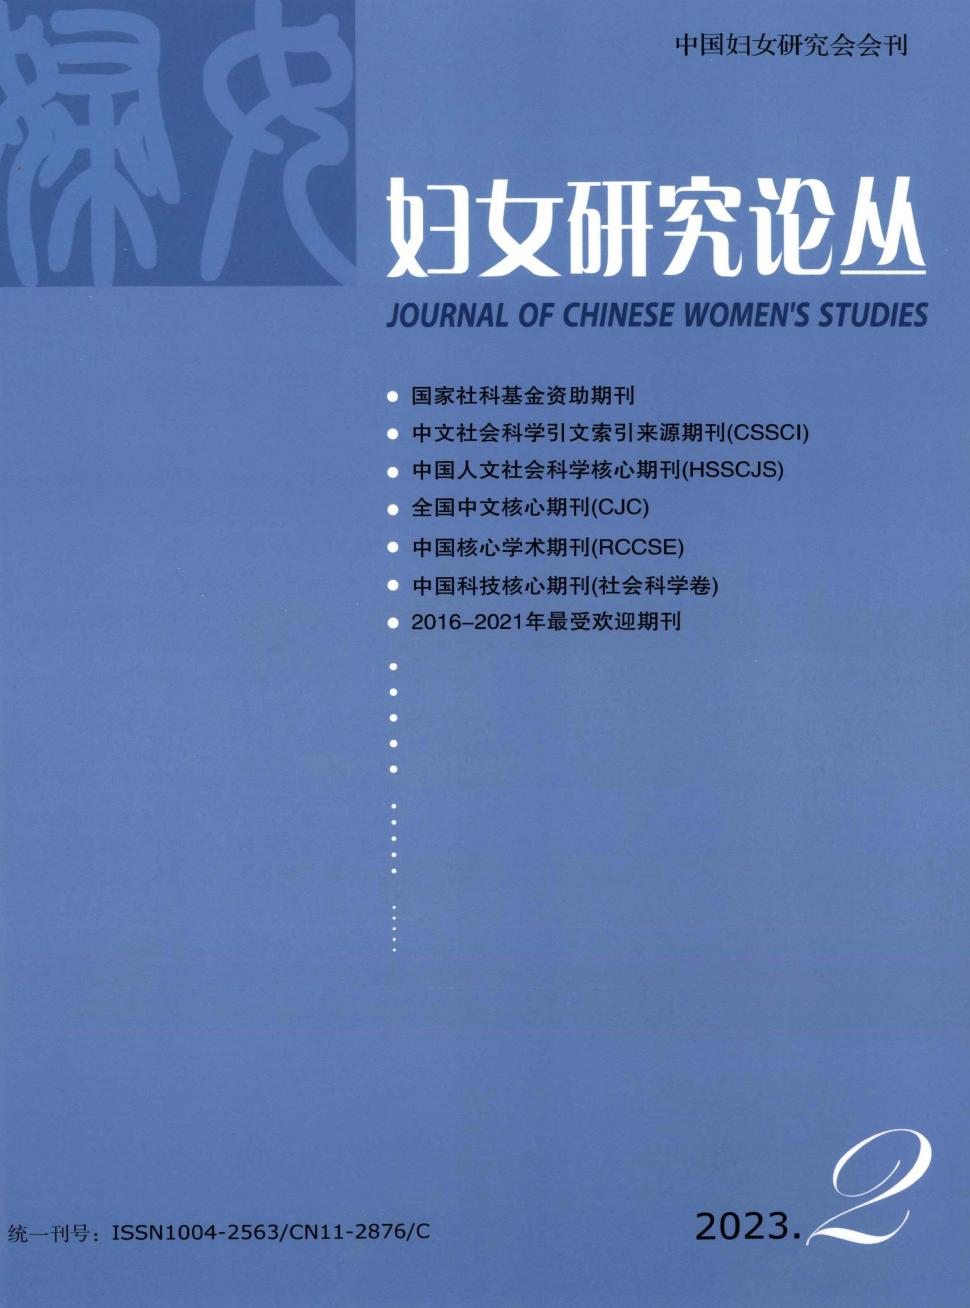 婦女
中国妇女研究会会刊
妇女研究论丛
JOURNAL OF CHINESE WOMEN'S STUDIES
国家社科基金资助期刊
中文社会科学引文索引来源期刊(CSSCI)
中国人文社会科学核心期刊(HSSCJS)
全国中文核心期刊(CJC)
中国核心学术期刊(RCCSE)
中国科技核心期刊(社会科学卷)
2016-2021年最受欢迎期刊
统一刊号：ISSN1004-2563/CN11-2876/C
2023.2